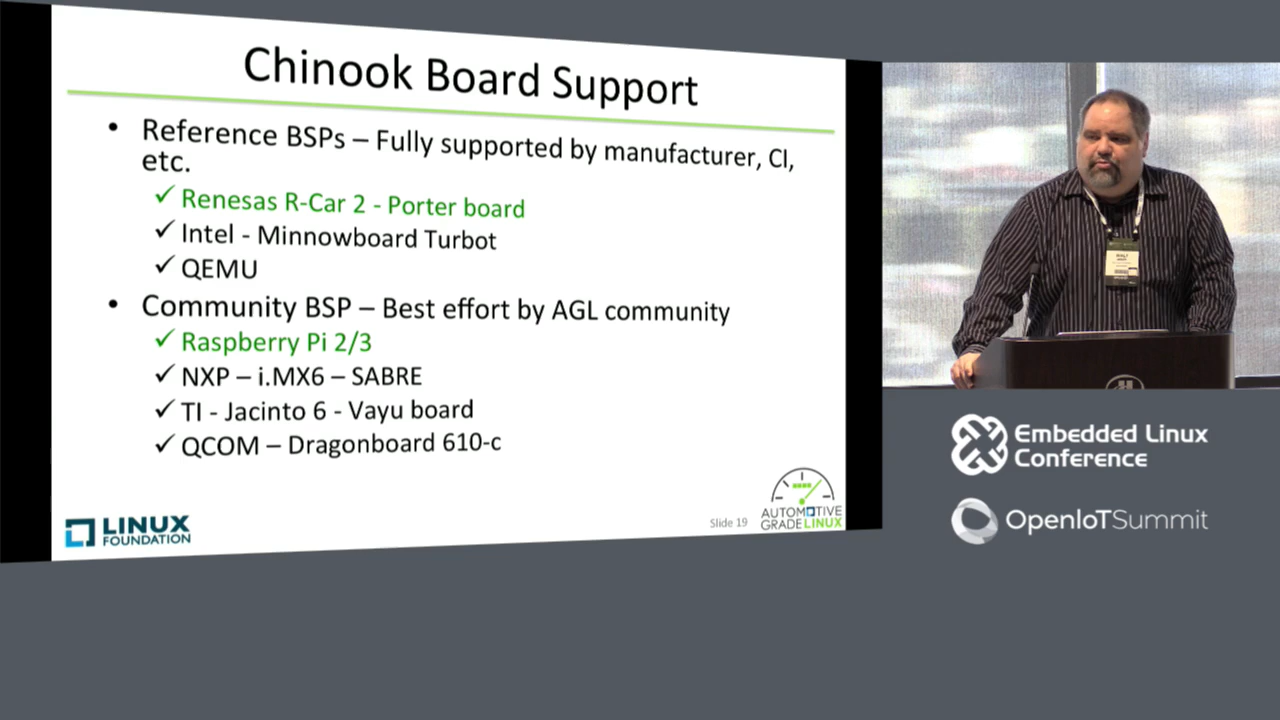 Chinook Board Support
• Reference BSPs – Fully supported by manufacturer, CI,
etc.
✓ Renesas R-Car 2 - Porter board
✓ Intel - Minnowboard Turbot
✓ QEMU
• Community BSP – Best effort by AGL community
✓ Raspberry Pi 2/3
✓ NXP – i.MX6 – SABRE
✓ TI - Jacinto 6 - Vayu board
✓ QCOM – Dragonboard 610-c
LINUX
FOUNDATION
Slide 19
AUTOMOTIVE
GRADELINUX
WALT
Embedded Linux
Conference
OpenIoTSummit